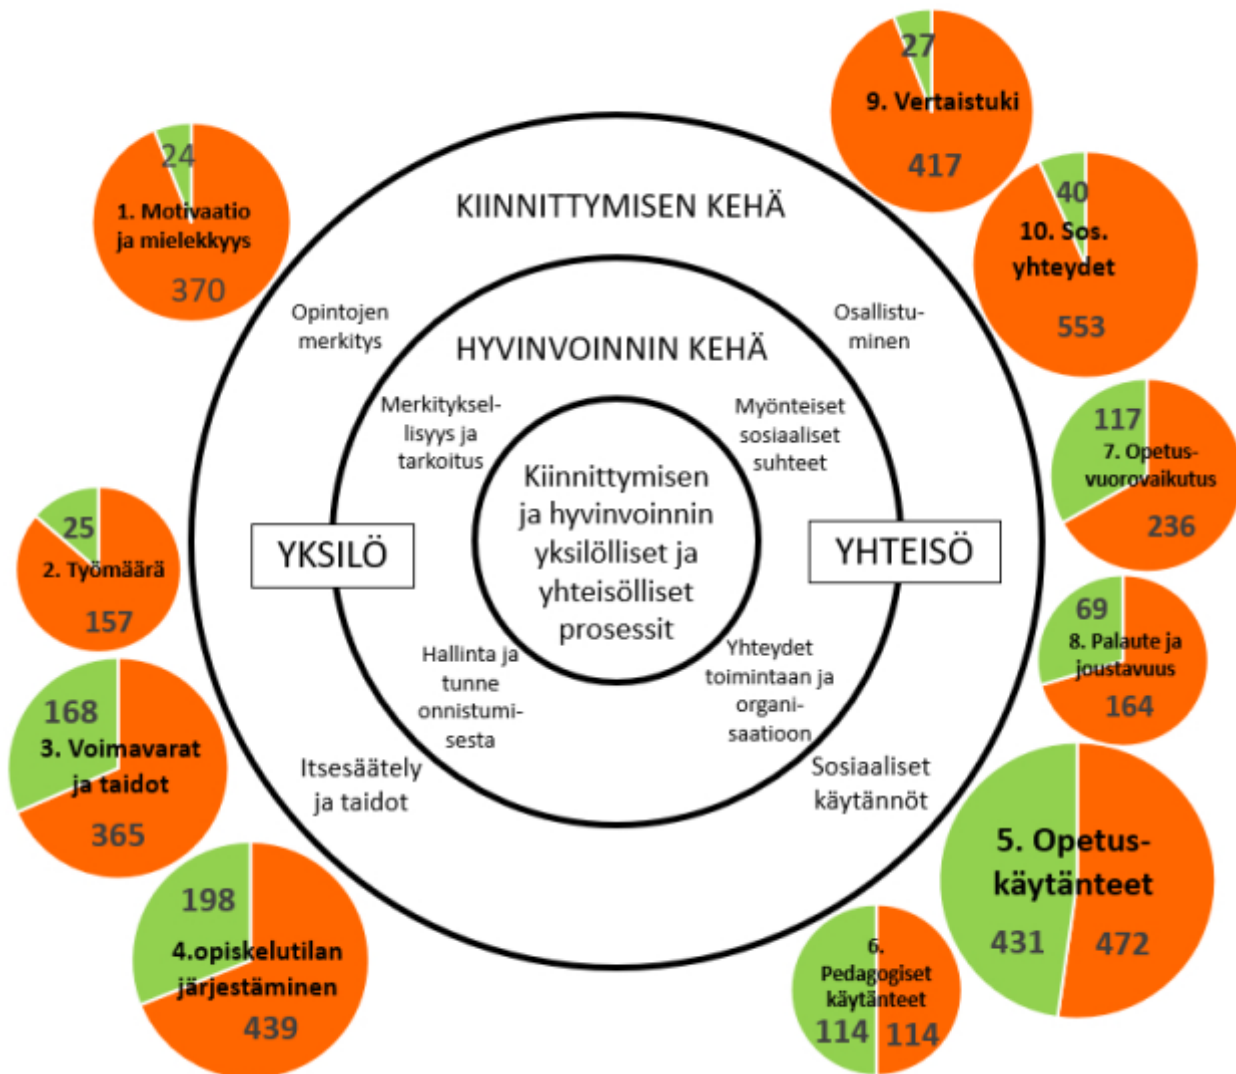 27
9. Vertaistuki
417
24
1. Motivaatio
ja mielekkyys
370
KIINNITTYMISEN KEHÄ
40
10. Sos.
yhteydet
553
Opintojen
merkitys
Osallistu-
minen
HYVINVOINNIN KEHÄ
Merkityksel-
lisyys ja
tarkoitus
Myönteiset
sosiaaliset
suhteet
117
7. Opetus-
vuorovaikutus
236
Kiinnittymisen
ja hyvinvoinnin
yksilölliset ja
yhteisölliset
prosessit
YKSILÖ
YHTEISÖ
25
2. Työmäärä
157
69
8. Palaute ja
joustavuus
164
Hallinta ja
tunne
onnistumi-
sesta
Yhteydet
toimintaan ja
organi-
saatioon
168
3. Voimavarat
ja taidot
365
Itsesäätely
ja taidot
Sosiaaliset
käytännöt
5. Opetus-
käytänteet
431 472
198
4.opiskelutilan
järjestäminen
439
6.
Pedagogiset
käytänteet
114 114